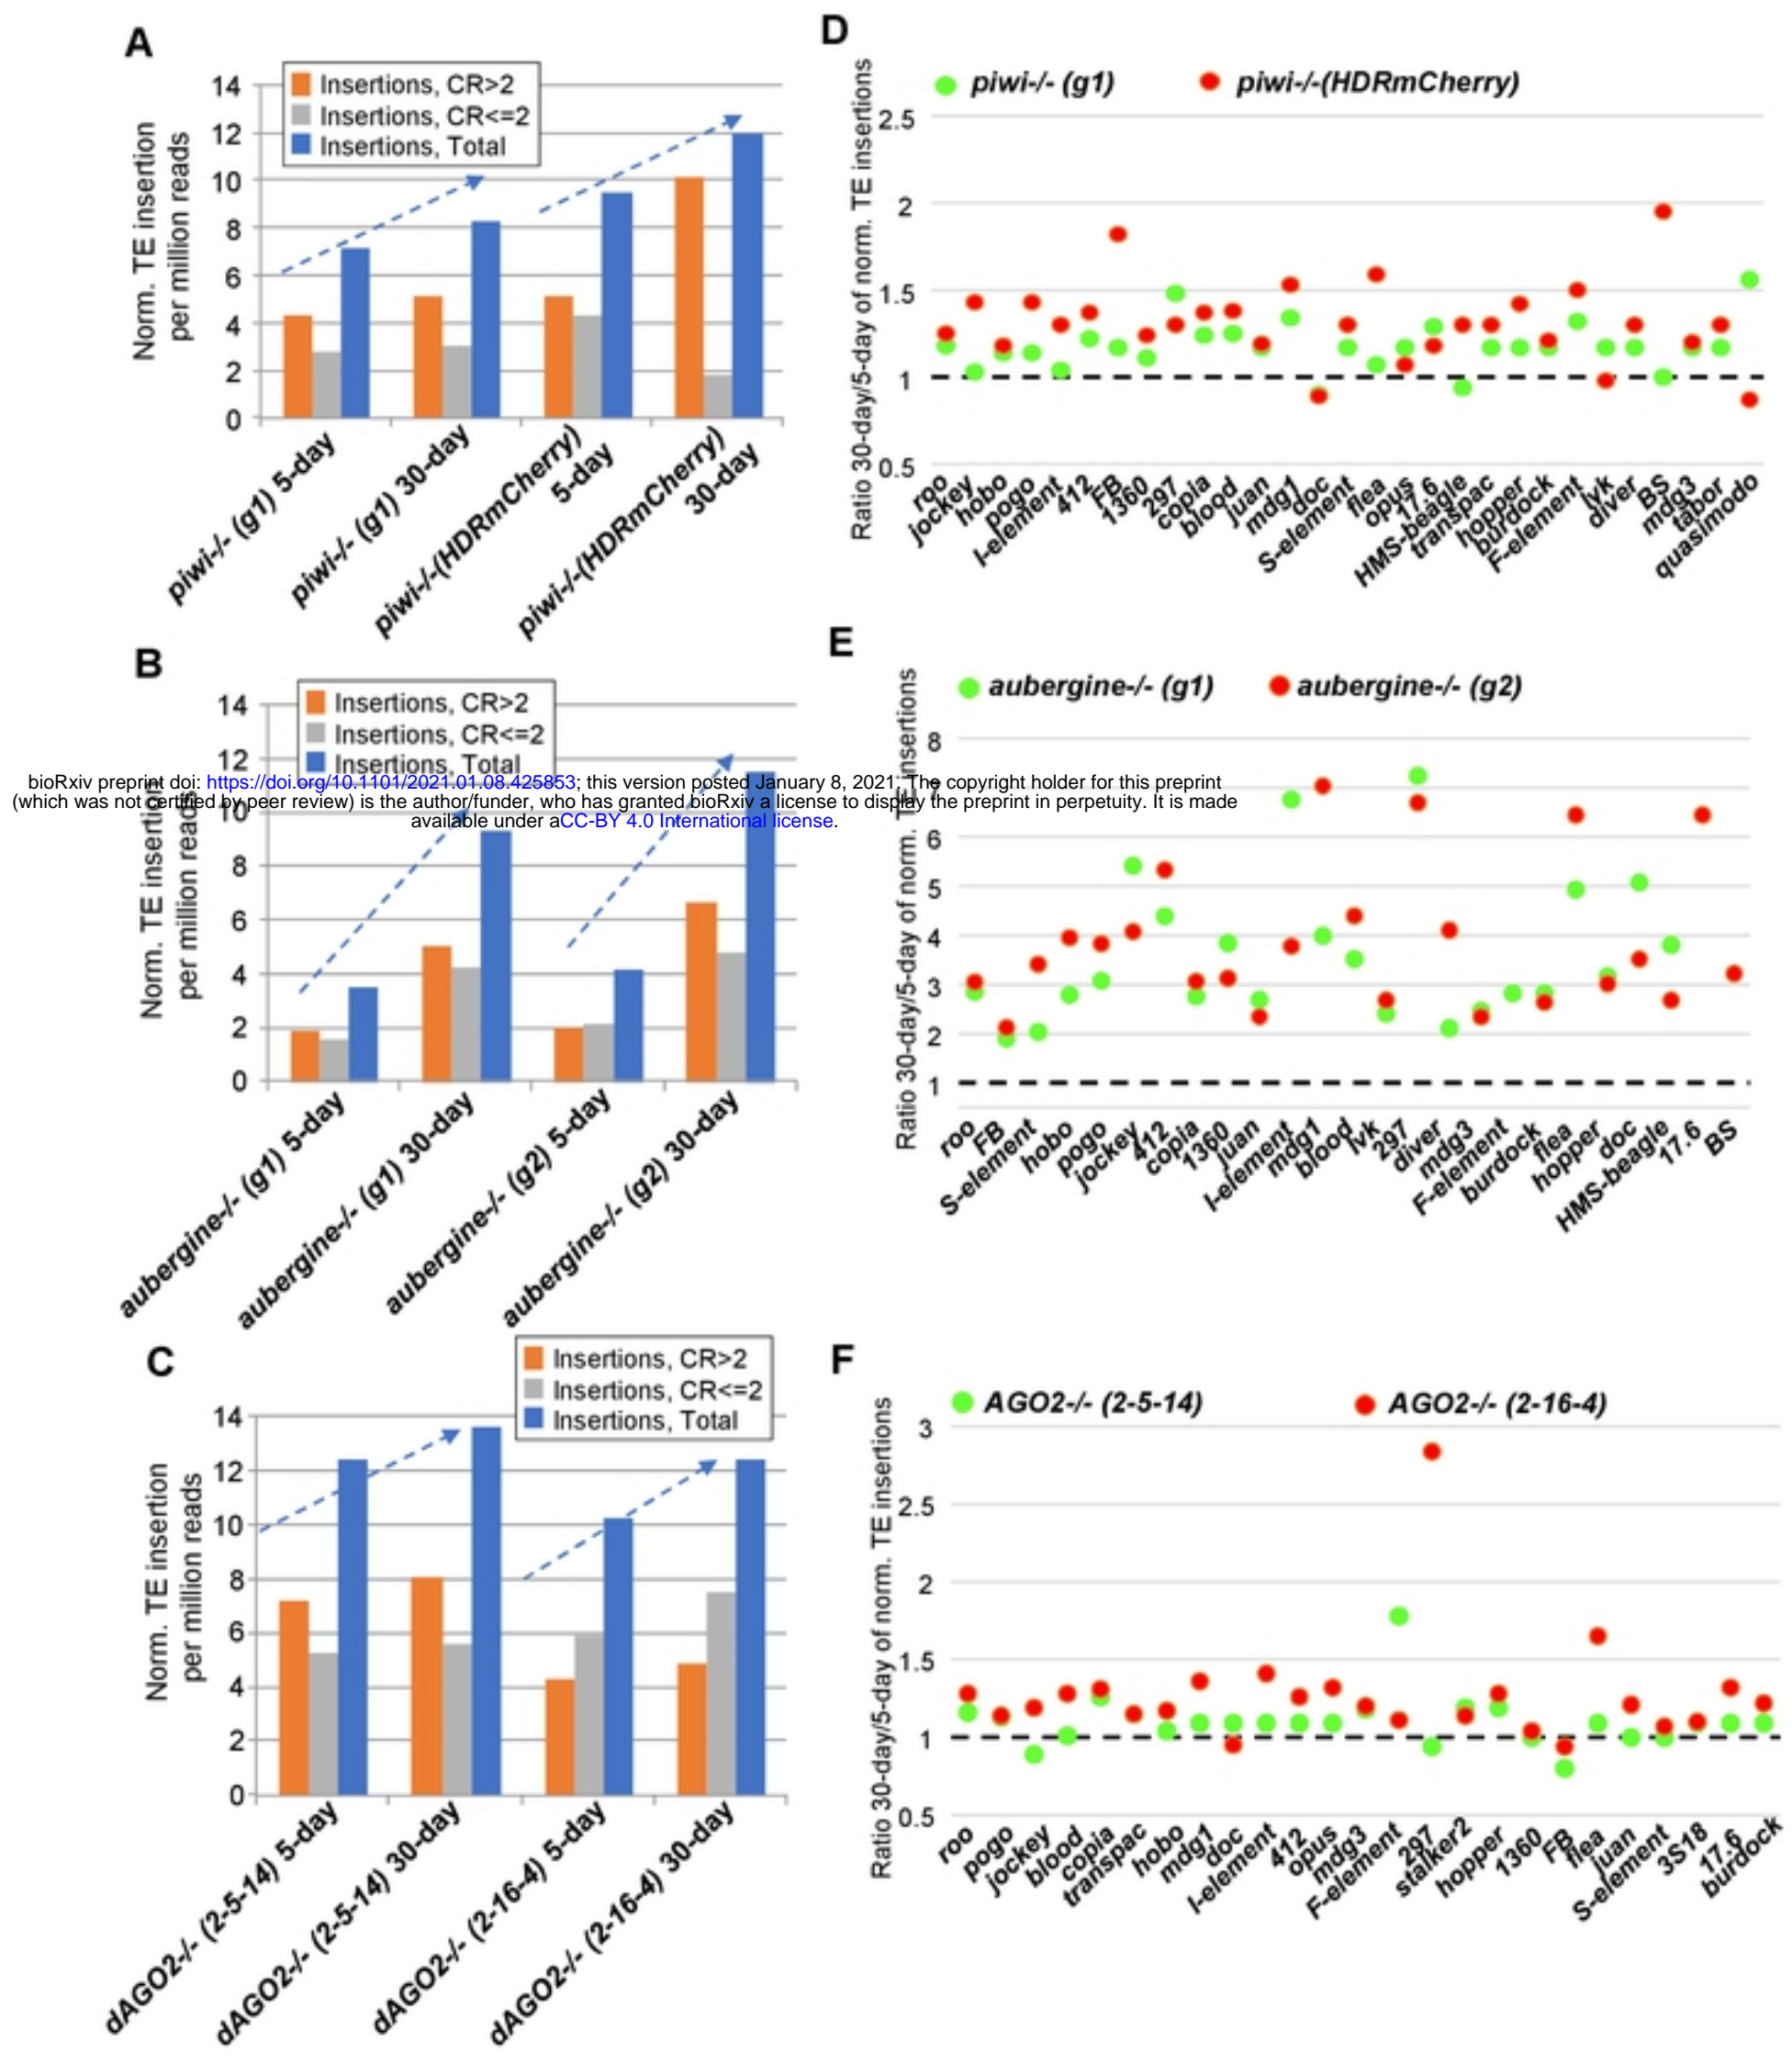 A
Insertions, CR>2
Insertions, CR<=2
Insertions, Total
Norm. TE insertion
per million reads
14
12
10
8
6
4
2
0
piwi-/- (g1) 5-day
piwi-/- (g1) 30-day
piwi-/-(HDRmCherry)
5-day
piwi-/-(HDRmCherry)
30-day
D
piwi-/- (g1)
piwi-/-(HDRmCherry)
Ratio 30-day/5-day of norm. TE insertions
2.5
2
1.5
1
0.5
roo
jockey
hobo
pogo
I-element
412
FB
1360
297
copia
blood
juan
mdg1
doc
S-element
flea
opus
17.6
HMS-beagle
transpac
hopper
burdock
F-element
lvk
diver
BS
mdg3
tabor
quasimodo
B
Insertions, CR>2
Insertions, CR<=2
Insertions, Total
Norm. TE insertion
per million reads
14
12
10
8
6
4
2
0
aubergine-/- (g1) 5-day
aubergine-/- (g1) 30-day
aubergine-/- (g2) 5-day
aubergine-/- (g2) 30-day
bioRxiv preprint doi: https://doi.org/10.1101/2021.01.08.425853; this version posted January 8, 2021. The copyright holder for this preprint
(which was not certified by peer review) is the author/funder, who has granted bioRxiv a license to display the preprint in perpetuity. It is made
available under aCC-BY 4.0 International license.
E
aubergine-/- (g1)
aubergine-/- (g2)
Ratio 30-day/5-day of norm. TE insertions
8
7
6
5
4
3
2
1
roo
FB
S-element
hobo
pogo
jockey
412
copia
1360
juan
I-element
mdg1
blood
lvk
297
diver
mdg3
F-element
burdock
flea
hopper
doc
HMS-beagle
17.6
BS
C
Insertions, CR>2
Insertions, CR<=2
Insertions, Total
Norm. TE insertion
per million reads
14
12
10
8
6
4
2
0
dAGO2-/- (2-5-14) 5-day
dAGO2-/- (2-5-14) 30-day
dAGO2-/- (2-16-4) 5-day
dAGO2-/- (2-16-4) 30-day
F
AGO2-/- (2-5-14)
AGO2-/- (2-16-4)
Ratio 30-day/5-day of norm. TE insertions
3
2.5
2
1.5
1
0.5
roo
pogo
jockey
blood
copia
transpac
hobo
mdg1
doc
I-element
412
opus
mdg3
F-element
297
stalker2
hopper
1360
FB
flea
juan
S-element
3S18
17.6
burdock